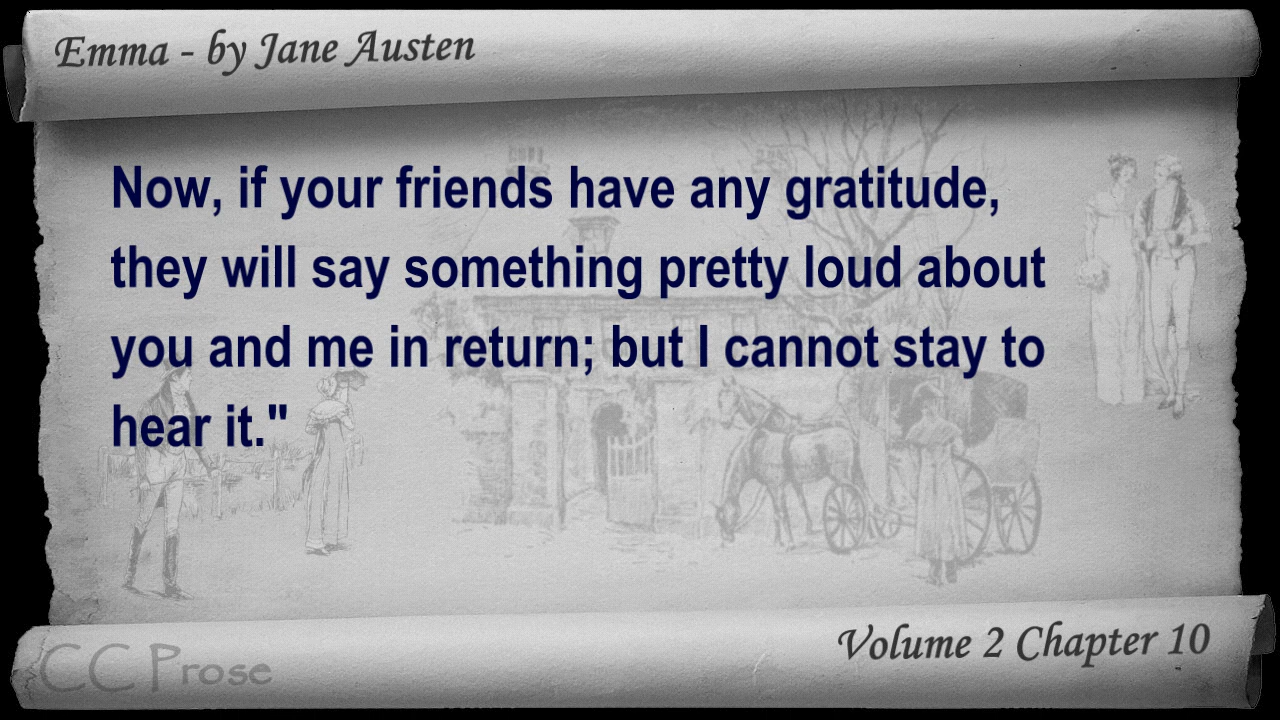 Emma - by Jane Austen
Now, if your friends have any gratitude,
they will say something pretty loud about
you and me in return; but I cannot stay to
hear it."
Volume 2 Chapter 10
CC Prose